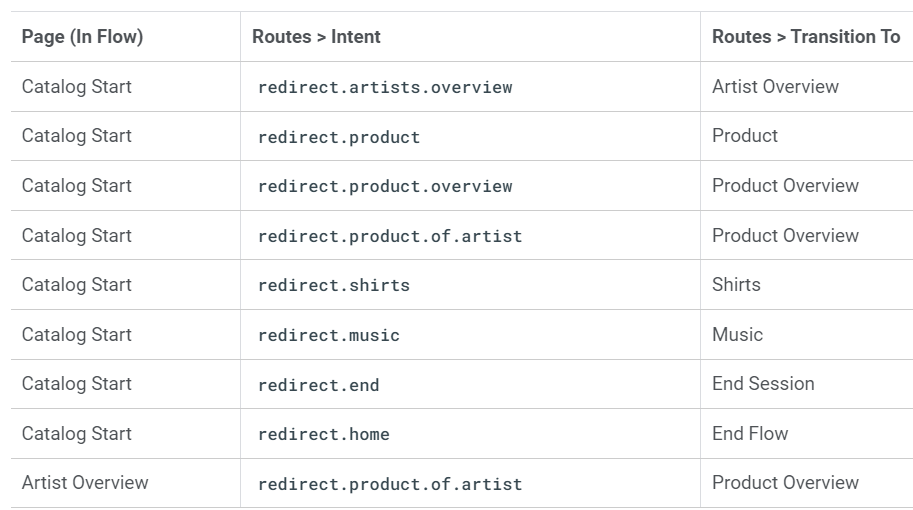 Page (In Flow) Routes > Intent Routes > Transition To
Catalog Start redirect.artists.overview Artist Overview
Catalog Start redirect.product Product
Catalog Start redirect.product.overview Product Overview
Catalog Start redirect.product.of.artist Product Overview
Catalog Start redirect.shirts Shirts
Catalog Start redirect.music Music
Catalog Start redirect.end End Session
Catalog Start redirect.home End Flow
Artist Overview redirect.product.of.artist Product Overview